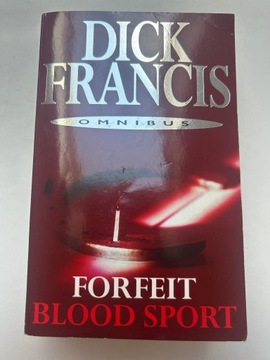 DICK
FRANCIS
OMNIBUS
FORFEIT
BLOOD SPORT